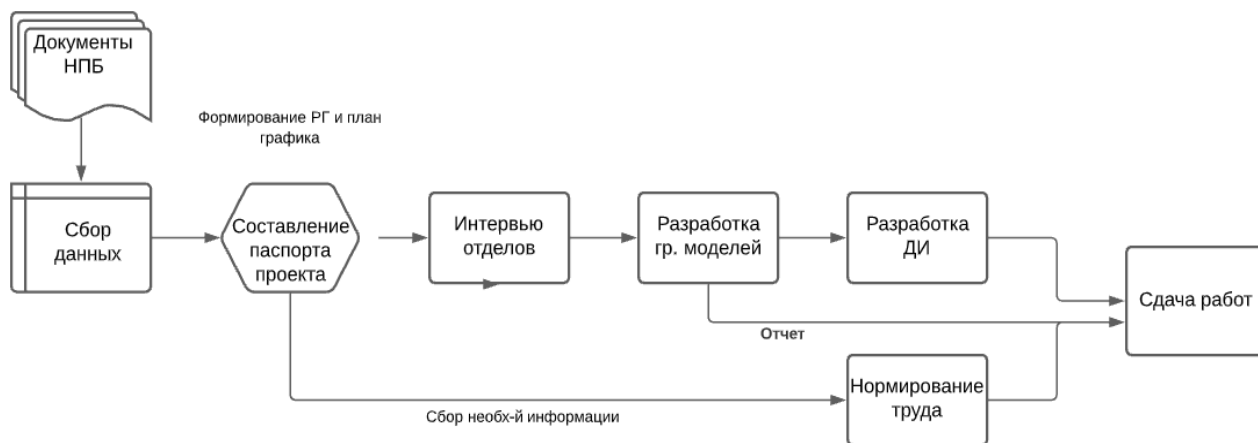 Документы
НПБ
Формирование РГ и план
графика
Сбор
данных
Составление
паспорта
проекта
Интервью
отделов
Разработка
гр. моделей
Разработка
ДИ
Сдача работ
Отчет
Нормирование
труда
Сбор необх-й информации